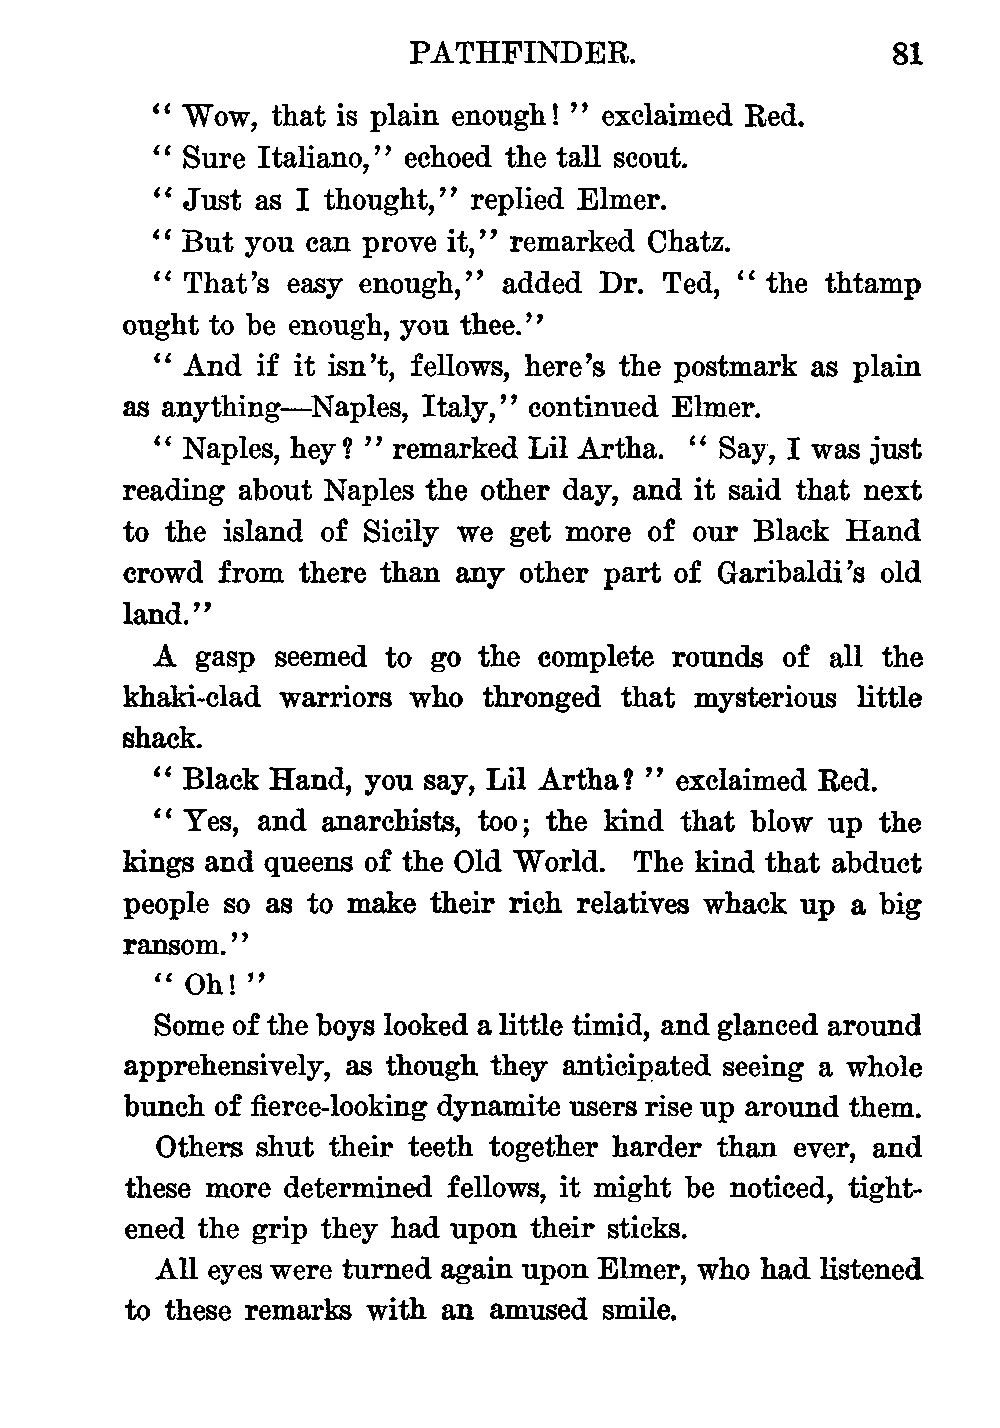 PATHFINDER. 81
" Wow, that is plain enough! " exclaimed Red.
" Sure Italiano," echoed the tall scout.
" Just as I thought," replied Elmer.
" But you can prove it," remarked Chatz.
" That's easy enough," added Dr. Ted, " the thtamp
ought to be enough, you thee."
" And if it isn't, fellows, here's the postmark as plain
as anything—Naples, Italy," continued Elmer.
" Naples, hey? " remarked Lil Artha. " Say, I was just
reading about Naples the other day, and it said that next
to the island of Sicily we get more of our Black Hand
crowd from there than any other part of Garibaldi's old
land."
A gasp seemed to go the complete rounds of all the
khaki-clad warriors who thronged that mysterious little
shack.
" Black Hand, you say, Lil Artha? " exclaimed Red.
" Yes, and anarchists, too; the kind that blow up the
kings and queens of the Old World. The kind that abduct
people so as to make their rich relatives whack up a big
ransom."
" Oh! "
Some of the boys looked a little timid, and glanced around
apprehensively, as though they anticipated seeing a whole
bunch of fierce-looking dynamite users rise up around them.
Others shut their teeth together harder than ever, and
these more determined fellows, it might be noticed, tight-
ened the grip they had upon their sticks.
All eyes were turned again upon Elmer, who had listened
to these remarks with an amused smile.